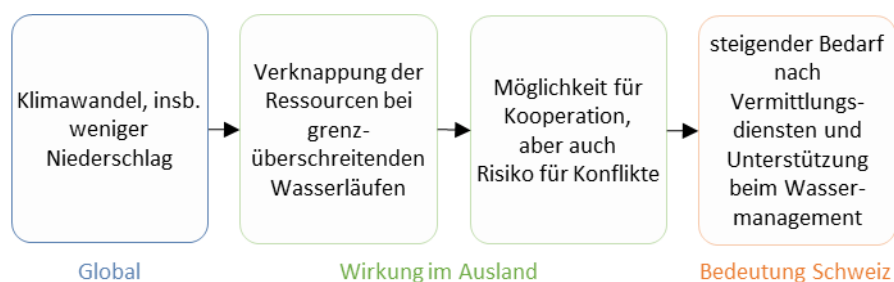 Klimawandel, insb.
weniger
Niederschlag
Verknappung der
Ressourcen bei
grenz-
überschreitenden
Wasserläufen
Möglichkeit für
Kooperation,
aber auch
Risiko für Konflikte
steigender Bedarf
nach
Vermittlungs-
diensten und
Unterstützung
beim Wasser-
management
Global
Wirkung im Ausland
Bedeutung Schweiz